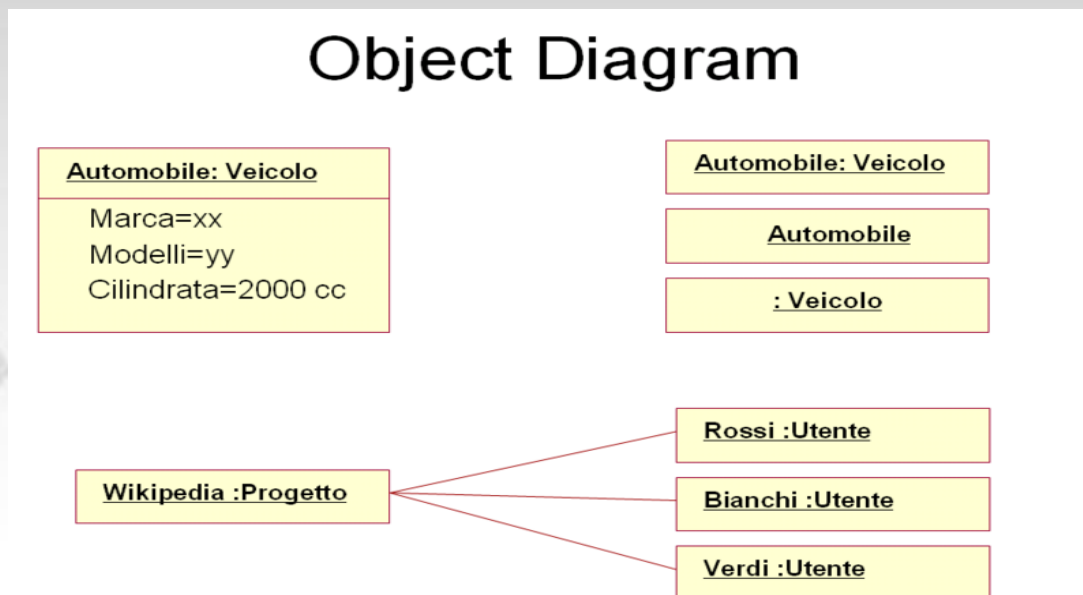 Object Diagram
Automobile: Veicolo
Marca=xx
Modelli=yy
Cilindrata=2000 cc
Automobile: Veicolo
Automobile
: Veicolo
Wikipedia :Progetto
Rossi :Utente
Bianchi :Utente
Verdi :Utente